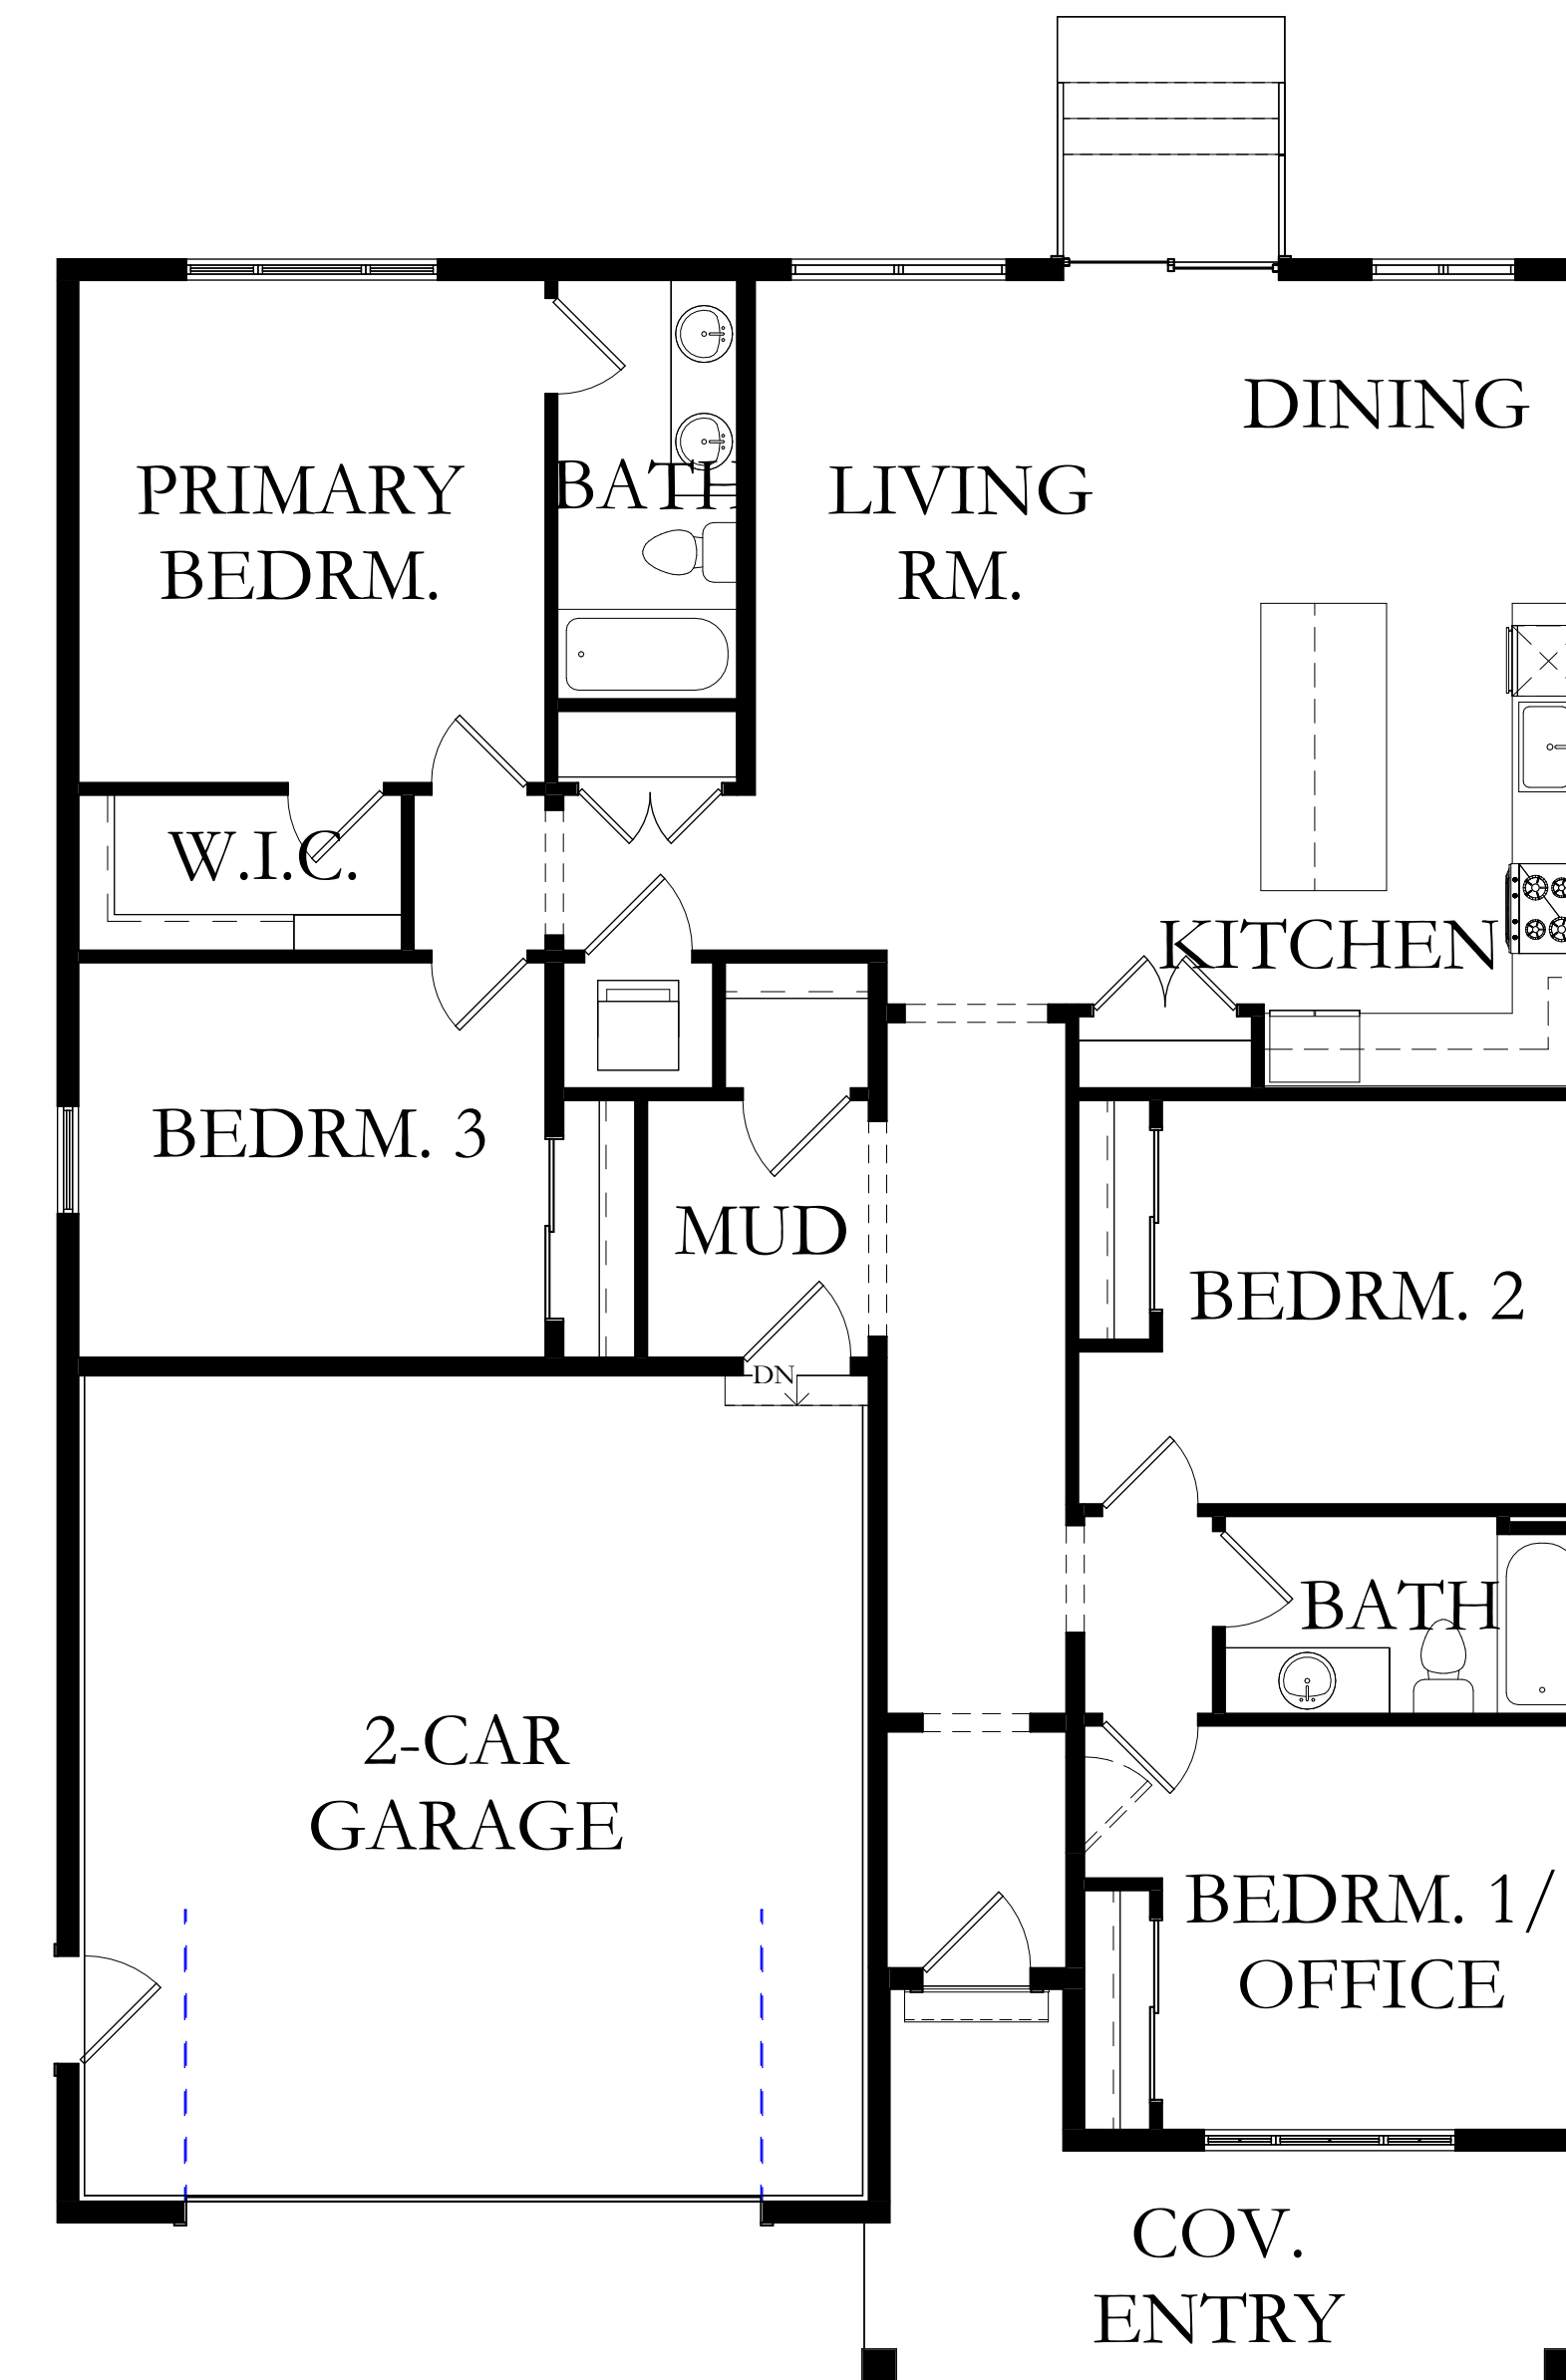 DINING
PRIMARY
BEDRM.
BATH
LIVING
RM.
W.I.C.
KITCHEN
BEDRM. 3
MUD
BEDRM. 2
DN
BATH
2-CAR
GARAGE
BEDRM. 1/
OFFICE
COV.
ENTRY